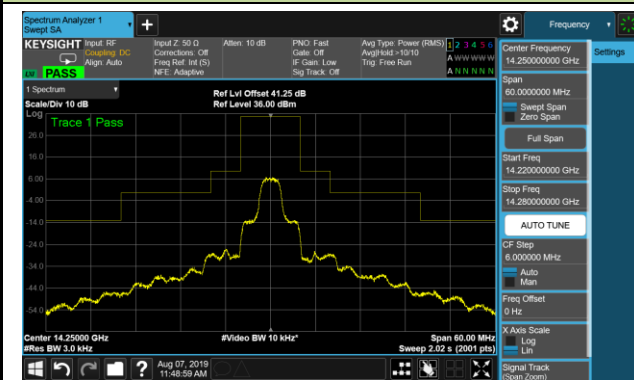 Spectrum Analyzer 1
Swept SA
Frequency
KEYSIGHT
Input: RF
Coupling: DC
Align: Auto
Input Z: 50 Ω
Corrections: Off
Freq Ref: Int (S)
NFE: Adaptive
Atten: 10 dB
PNO: Fast
Gate: Off
IF Gain: Low
Sig Track: Off
Avg Type: Power (RMS)
Avg|Hold:>10/10
Trig: Free Run
1 2 3 4 5 6
A W W W W W
A N N N N N
PASS
1 Spectrum
Scale/Div 10 dB
Ref Lvl Offset 41.25 dB
Ref Level 36.00 dBm
Log
Trace 1 Pass
26.0
16.0
6.00
-4.00
-14.0
-24.0
-34.0
-44.0
-54.0
Center 14.25000 GHz
#Res BW 3.0 kHz
#Video BW 10 kHz*
Span 60.00 MHz
Sweep 2.02 s (2001 pts)
Aug 07, 2019
11:48:59 AM
Center Frequency
14.250000000 GHz
Settings
Span
60.0000000 MHz
Swept Span
Zero Span
Full Span
Start Freq
14.220000000 GHz
Stop Freq
14.280000000 GHz
AUTO TUNE
CF Step
6.000000 MHz
Auto
Man
Freq Offset
0 Hz
X Axis Scale
Log
Lin
Signal Track
(Span Zoom)